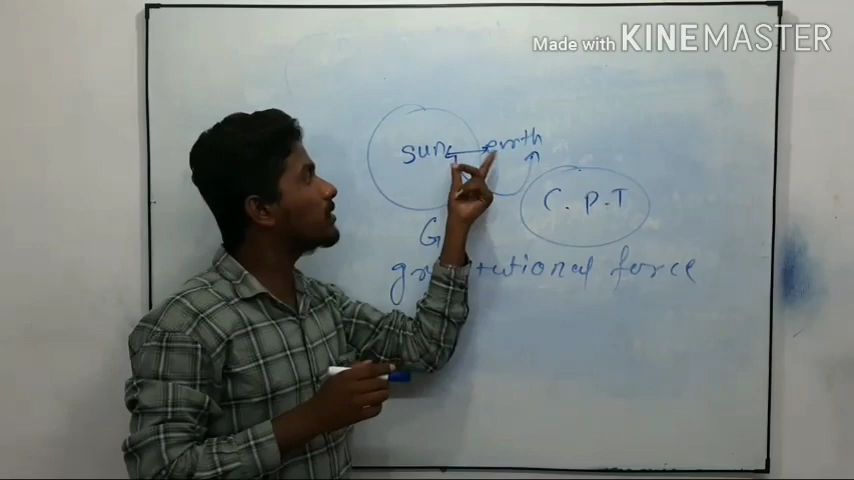 Made with KINEMASTER
sun earth
C.P.T
G
gravitational force